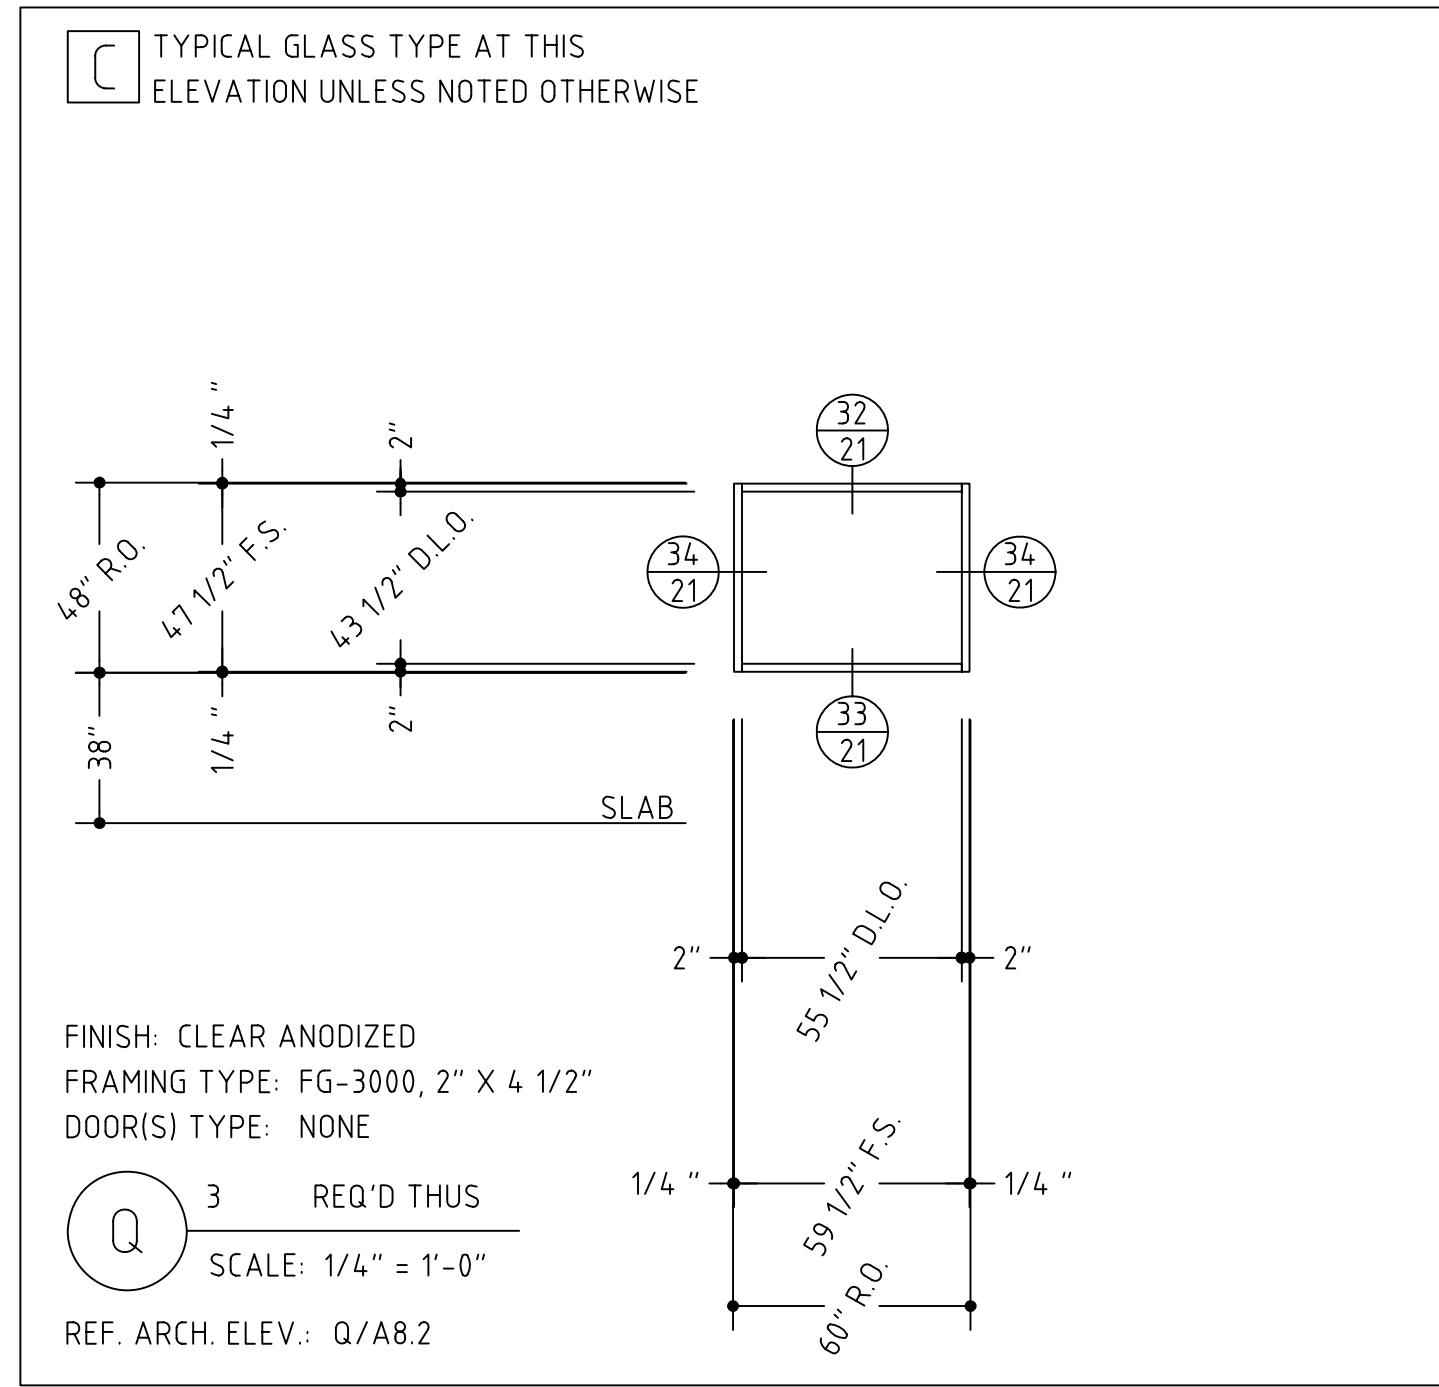 C
TYPICAL GLASS TYPE AT THIS
ELEVATION UNLESS NOTED OTHERWISE
1/4 "
2"
32
21
48" R.O.
47 1/2" F.S.
43 1/2" D.L.O.
34
21
34
21
38"
1/4 "
2"
33
21
SLAB
2"
55 1/2" D.L.O.
2"
FINISH: CLEAR ANODIZED
FRAMING TYPE: FG-3000, 2" X 4 1/2"
DOOR(S) TYPE: NONE
1/4 "
59 1/2" F.S.
1/4 "
Q
3 REQ'D THUS
SCALE: 1/4" = 1'-0"
60" R.O.
REF. ARCH. ELEV.: Q/A8.2